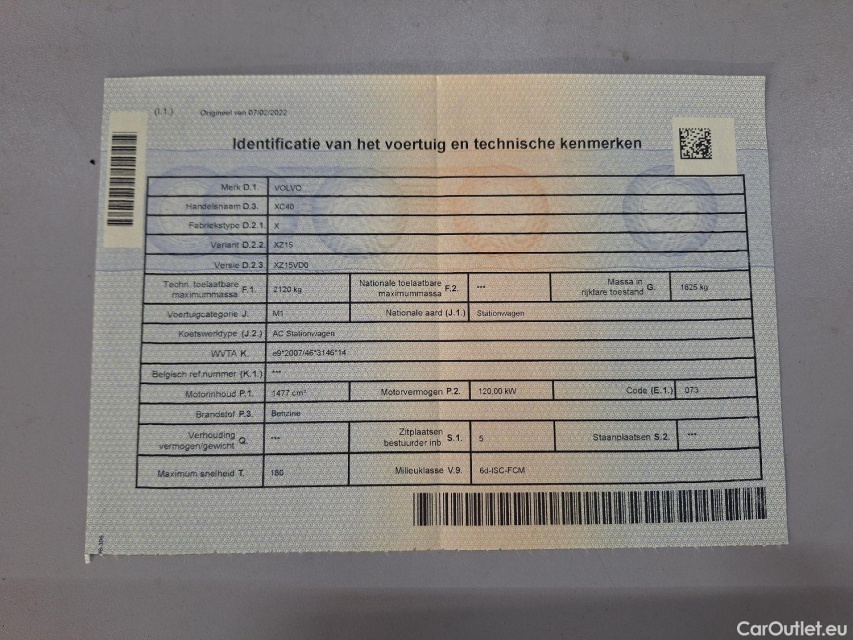 (I.1.) Origineel van 07/02/2022
Identificatie van het voertuig en technische kenmerken
Merk D.1. VOLVO
Handelsnaam D.3. XC40
Fabriekstype D.2.1. X
Variant D.2.2. XZ15
Versie D.2.3. XZ15VD0
Techn. toelaatbare maximummassa F.1. 2120 kg Nationale toelaatbare maximummassa F.2. *** Massa in rijklare toestand G. 1625 kg
Voertuigcategorie J. M1 Nationale aard (J.1.) Stationwagen
Koetswerktype (J.2.) AC Stationwagen
WVTA K. e9*2007/46*3146*14
Belgisch ref.nummer (K.1.) ***
Motorinhoud P.1. 1477 cm³ Motorvermogen P.2. 120,00 kW Code (E.1.) 073
Brandstof P.3. Benzine
Verhouding vermogen/gewicht Q. *** Zitplaatsen bestuurder inb. S.1. 5 Staanplaatsen S.2. ***
Maximum snelheid T. 180 Milieuklasse V.9. 6d-ISC-FCM
CarOutlet.eu